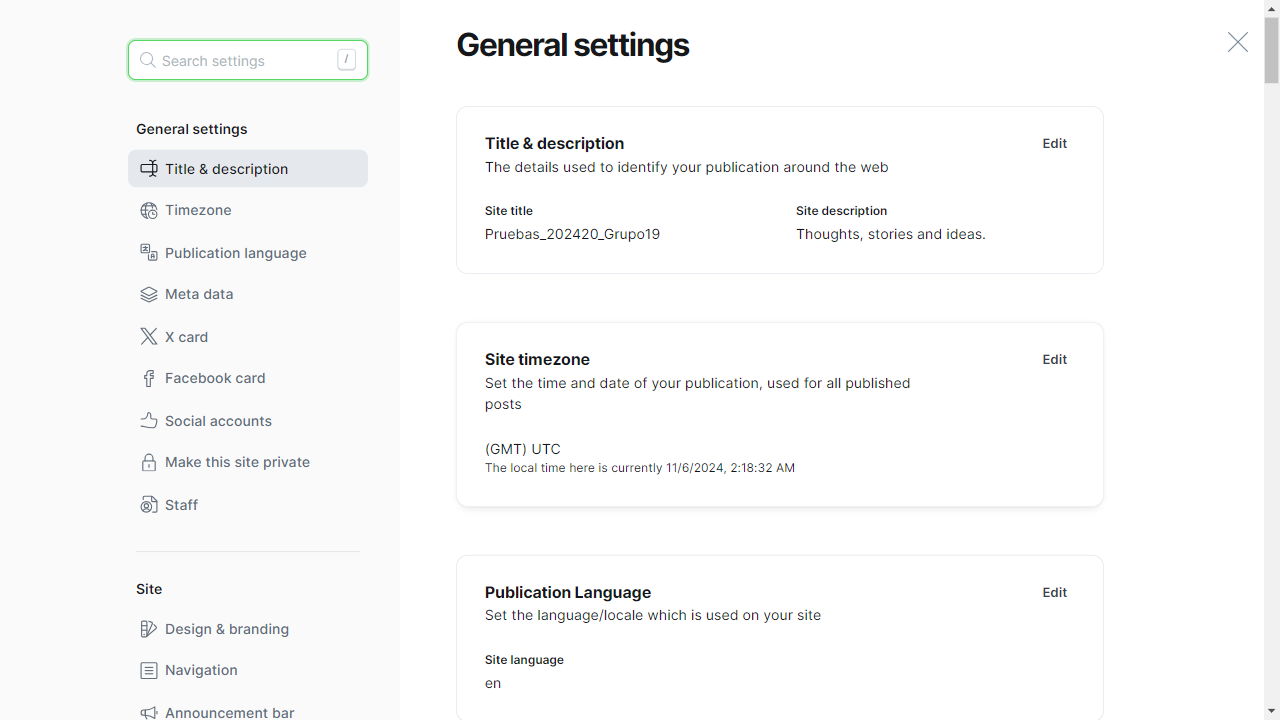 Search settings /
General settings
Title & description
Timezone
Publication language
Meta data
X card
Facebook card
Social accounts
Make this site private
Staff
Site
Design & branding
Navigation
Announcement bar
General settings
Title & description
Edit
The details used to identify your publication around the web
Site title
Pruebas_202420_Grupo19
Site description
Thoughts, stories and ideas.
Site timezone
Edit
Set the time and date of your publication, used for all published
posts
(GMT) UTC
The local time here is currently 11/6/2024, 2:18:32 AM
Publication Language
Edit
Set the language/locale which is used on your site
Site language
en